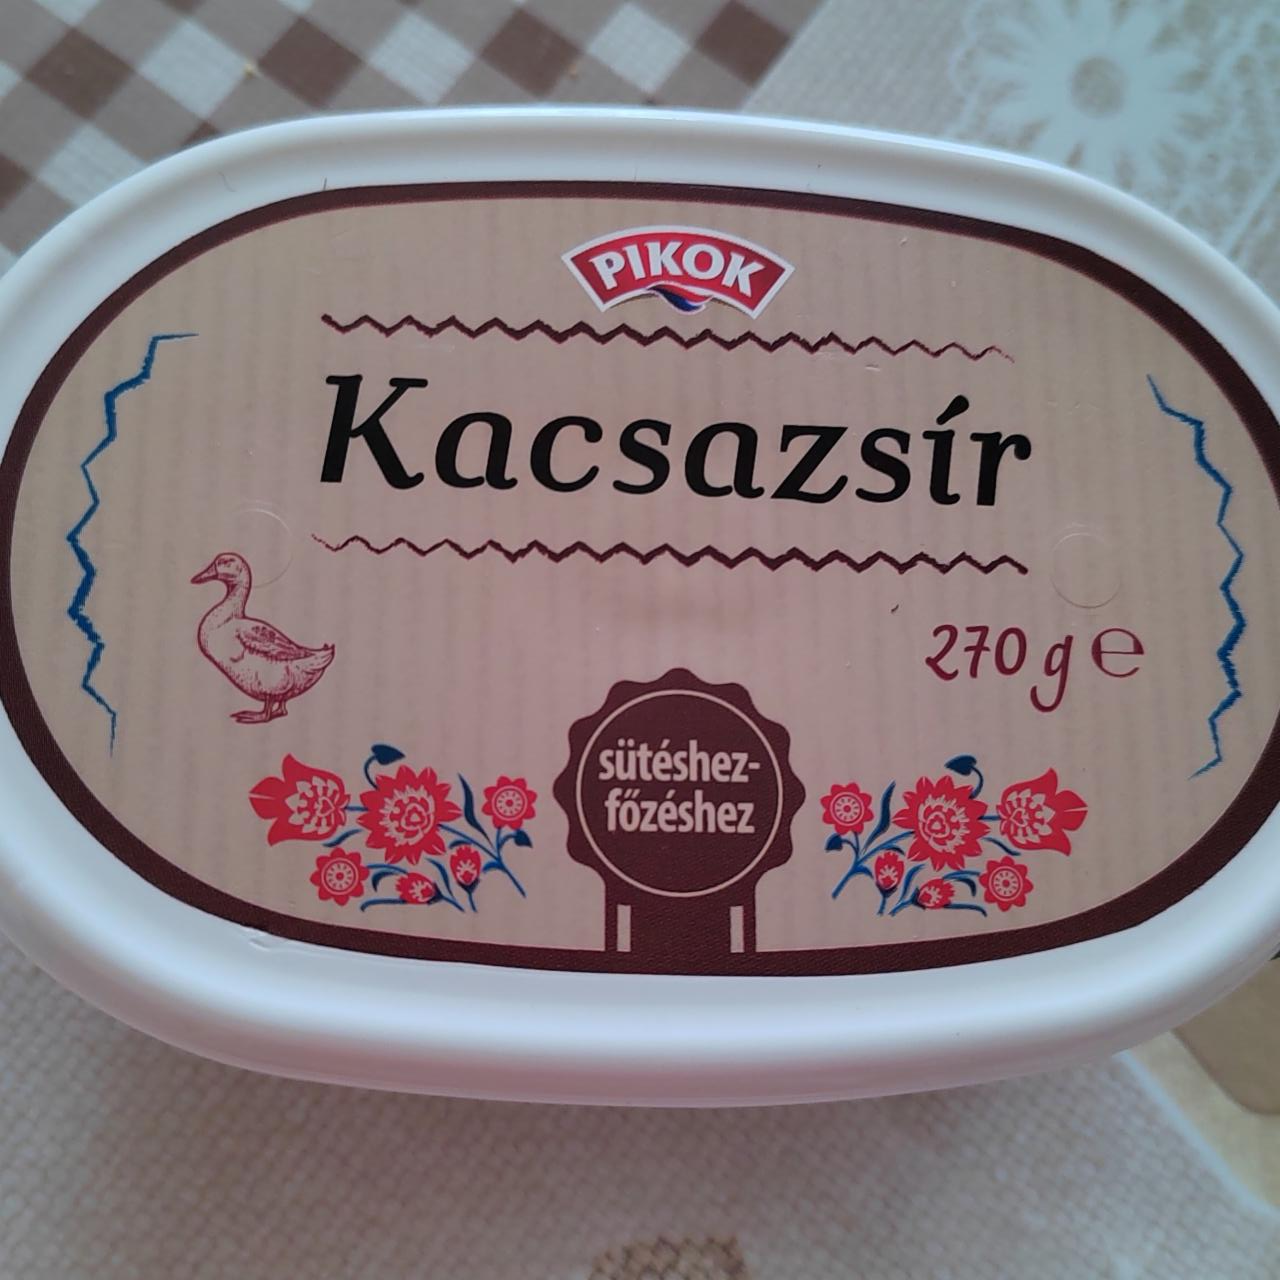 PIKOK
Kacsazsír
270 g e
sütéshez-
főzéshez